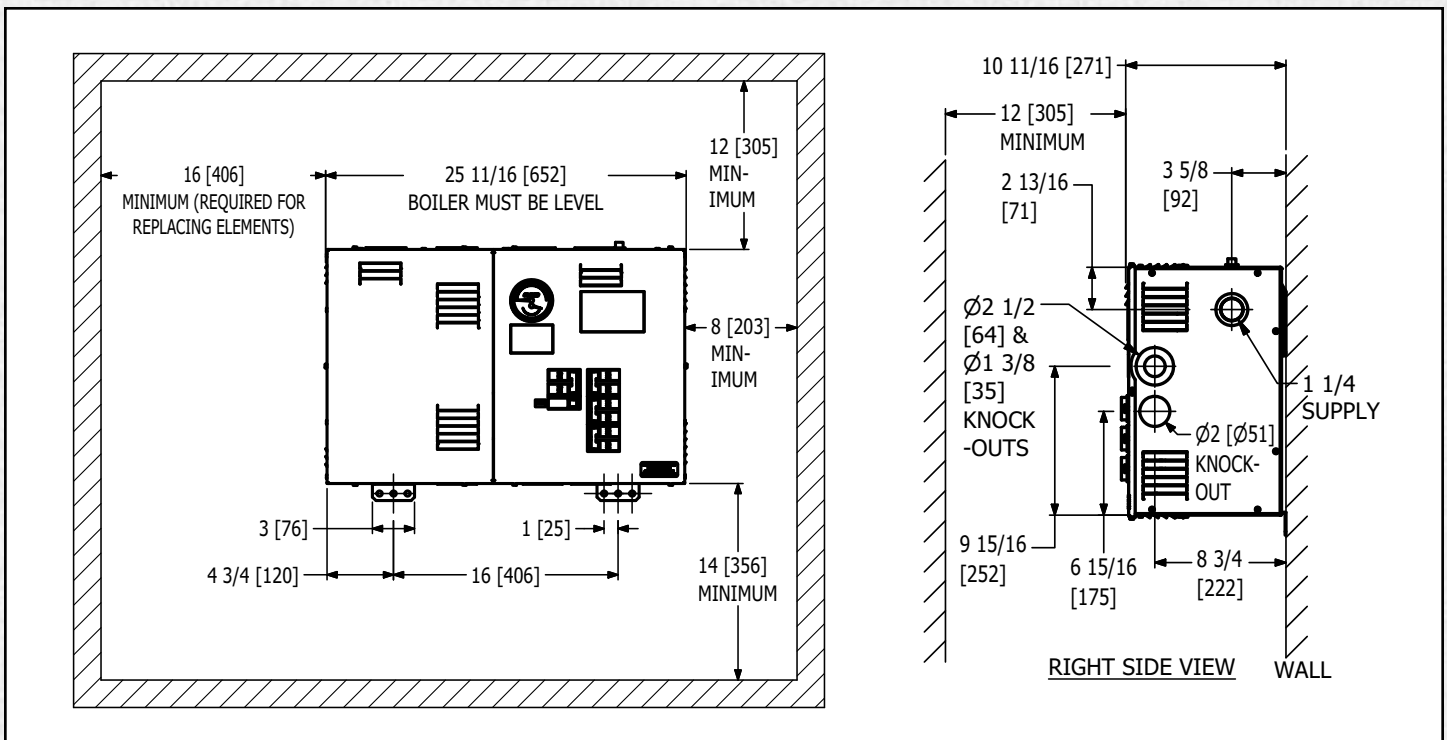 12 [305]
MIN-
IMUM
16 [406]
MINIMUM (REQUIRED FOR
REPLACING ELEMENTS)
25 11/16 [652]
BOILER MUST BE LEVEL
8 [203]
MIN-
IMUM
3 [76]
1 [25]
4 3/4 [120]
16 [406]
14 [356]
MINIMUM
10 11/16 [271]
12 [305]
MINIMUM
2 13/16
[71]
3 5/8
[92]
Ø2 1/2
[64] &
Ø1 3/8
[35]
KNOCK
-OUTS
1 1/4
SUPPLY
Ø2 [Ø51]
KNOCK-
OUT
9 15/16
[252]
6 15/16
[175]
8 3/4
[222]
RIGHT SIDE VIEW
WALL